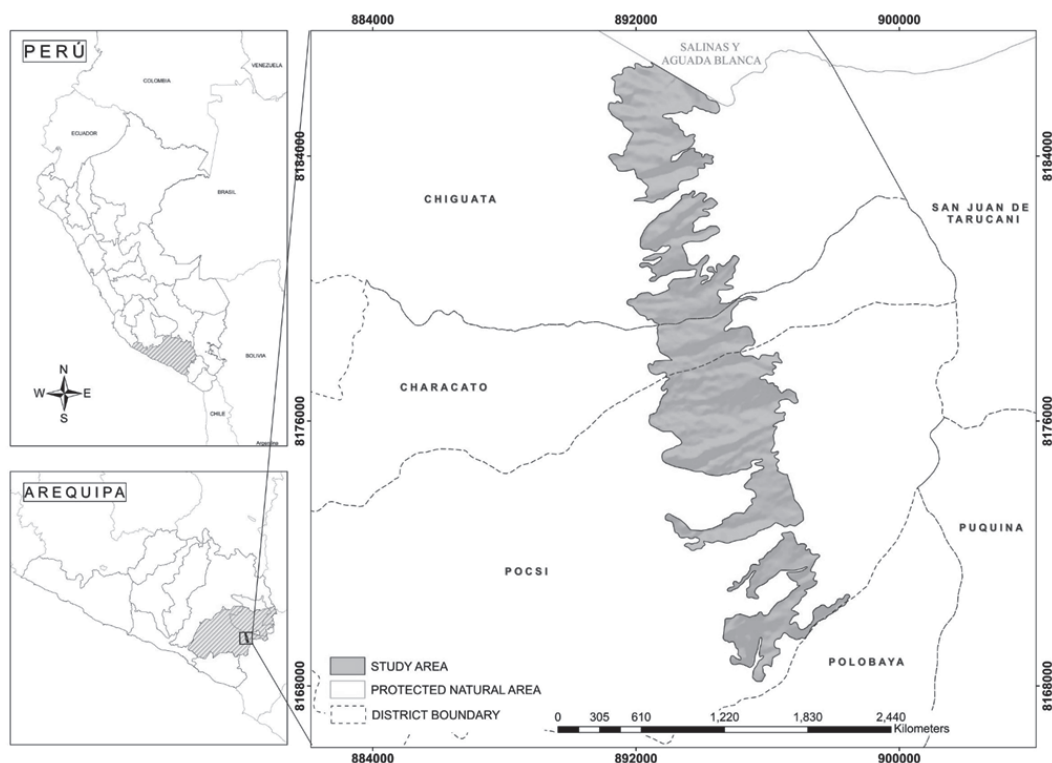 884000 892000 900000
PERÚ
VENEZUELA
COLOMBIA
ECUADOR
BRASIL
BOLIVIA
CHILE
Argentina
N
W E
S
AREQUIPA
SALINAS Y
AGUADA BLANCA
8184000 8184000
CHIGUATA
SAN JUAN DE
TARUCANI
CHARACATO
8176000 8176000
PUQUINA
POCSI
POLOBAYA
8168000 8168000
STUDY AREA
PROTECTED NATURAL AREA
DISTRICT BOUNDARY
0 305 610 1,220 1,830 2,440
Kilometers
884000 892000 900000